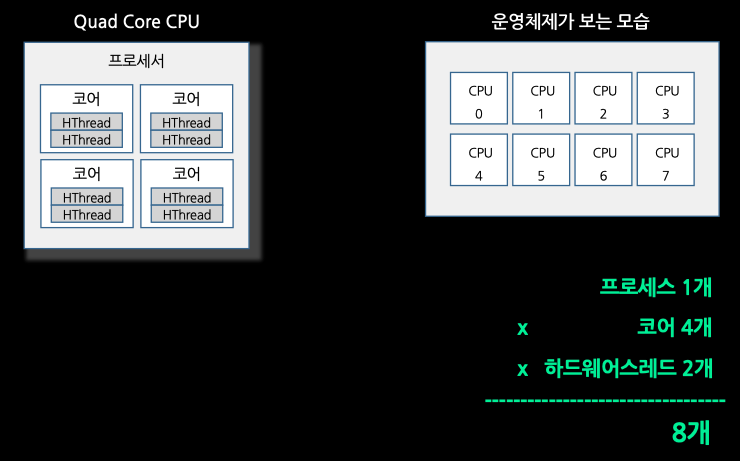 Quad Core CPU
프로세서
코어 코어
HThread HThread
HThread HThread
코어 코어
HThread HThread
HThread HThread
운영체제가 보는 모습
CPU CPU CPU CPU
0 1 2 3
CPU CPU CPU CPU
4 5 6 7
프로세스 1개
x 코어 4개
x 하드웨어스레드 2개
----------------------------------
8개